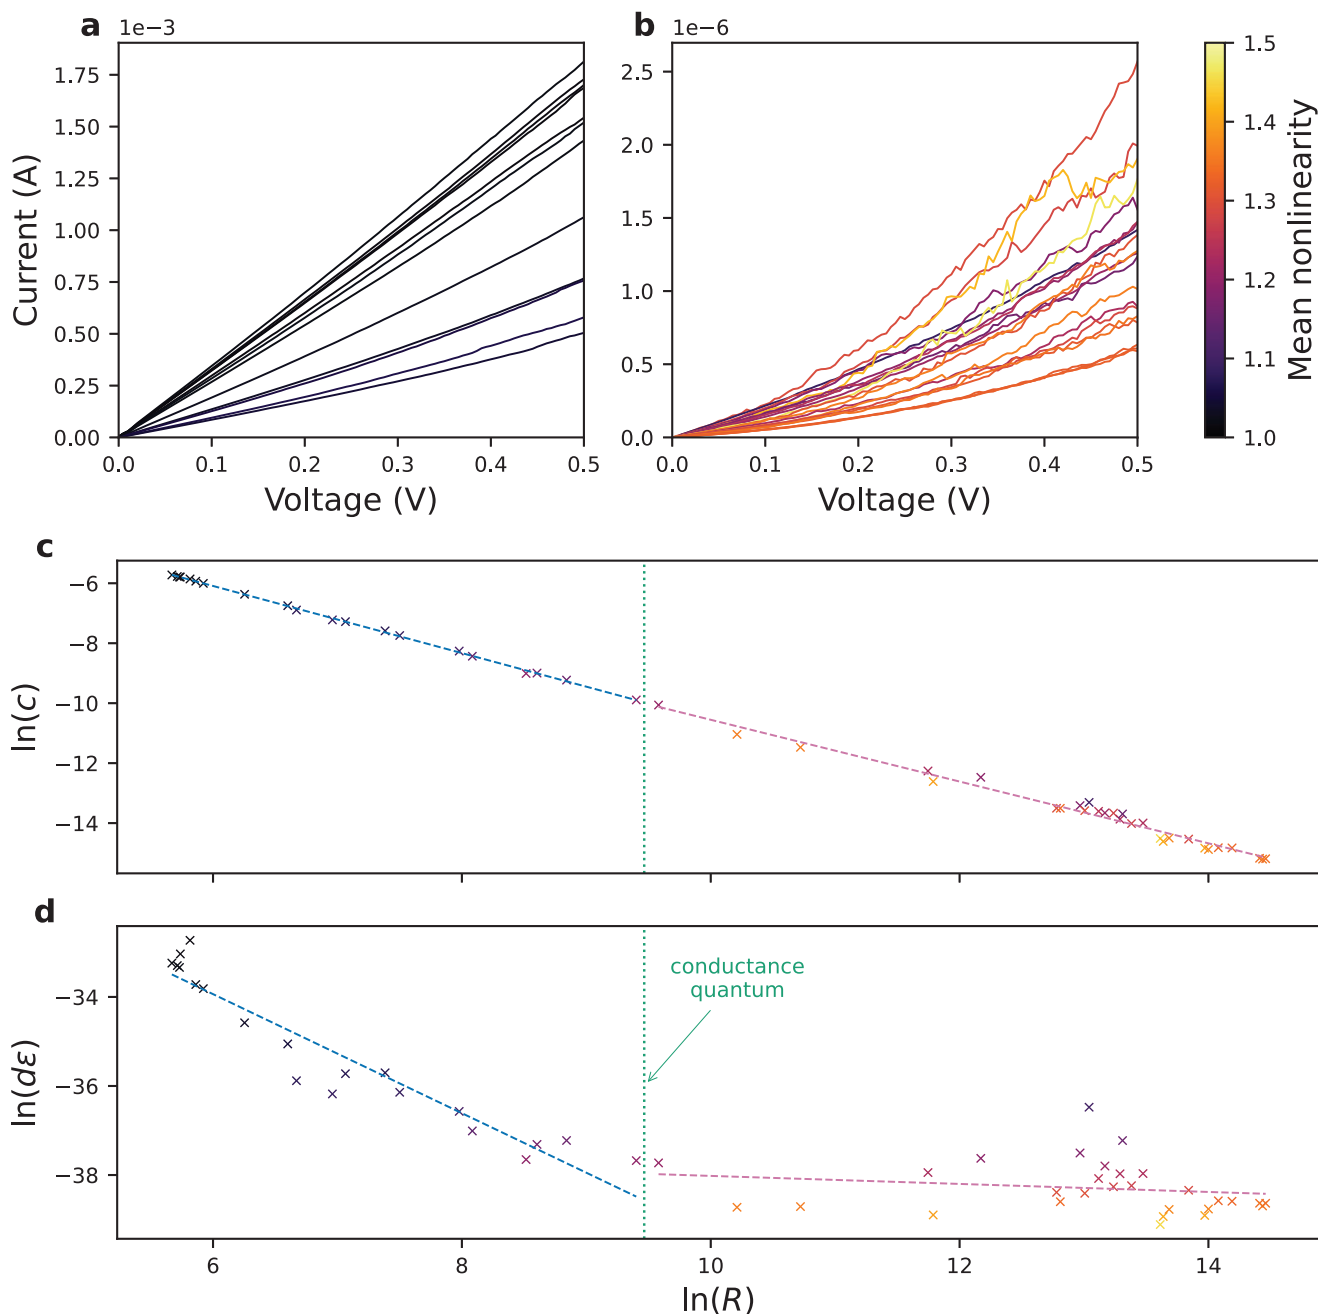 a
1e−3
1.75
1.50
1.25
1.00
0.75
0.50
0.25
0.00
0.0 0.1 0.2 0.3 0.4 0.5
Current (A)
Voltage (V)
b
1e−6
2.5
2.0
1.5
1.0
0.5
0.0
0.0 0.1 0.2 0.3 0.4 0.5
Voltage (V)
1.5
1.4
1.3
1.2
1.1
1.0
Mean nonlinearity
c
−6
−8
−10
−12
−14
ln(c)
d
−34
−36
−38
ln(dε)
conductance
quantum
6 8 10 12 14
ln(R)